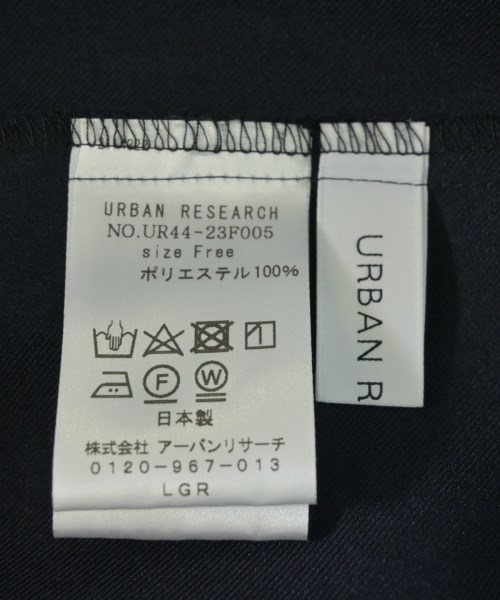 URBAN RESEARCH
NO.UR44-23F005
size Free
ポリエステル100%
F W
日本製
株式会社 アーバンリサーチ
0120-967-013
LGR
URBAN R